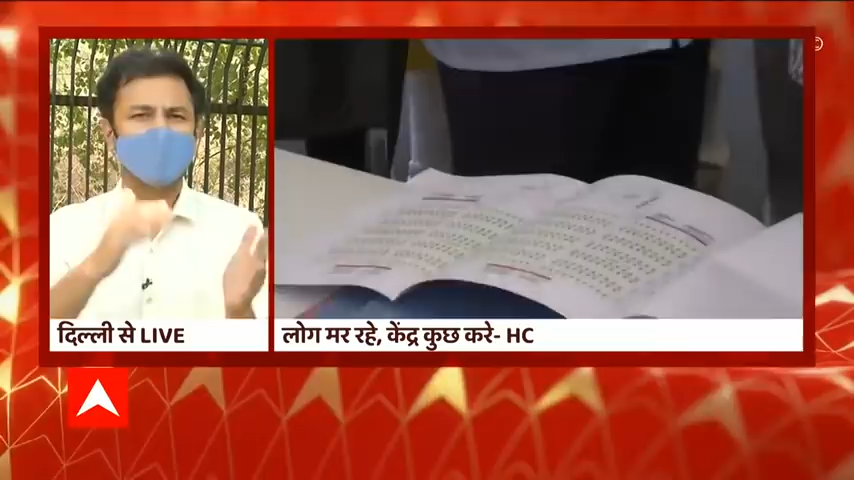 दिल्ली से LIVE
लोग मर रहे, केंद्र कुछ करे- HC